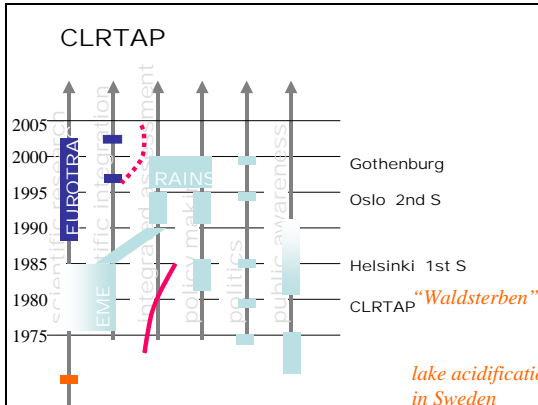 CLRTAP
2005
2000
1995
1990
1985
1980
1975
scientific research
integration
integrated assessment
policy making
politics
public awareness
EUROTRA
RAINS
EME
Gothenburg
Oslo 2nd S
Helsinki 1st S
CLRTAP
“Waldsterben”
lake acidificatio
in Sweden